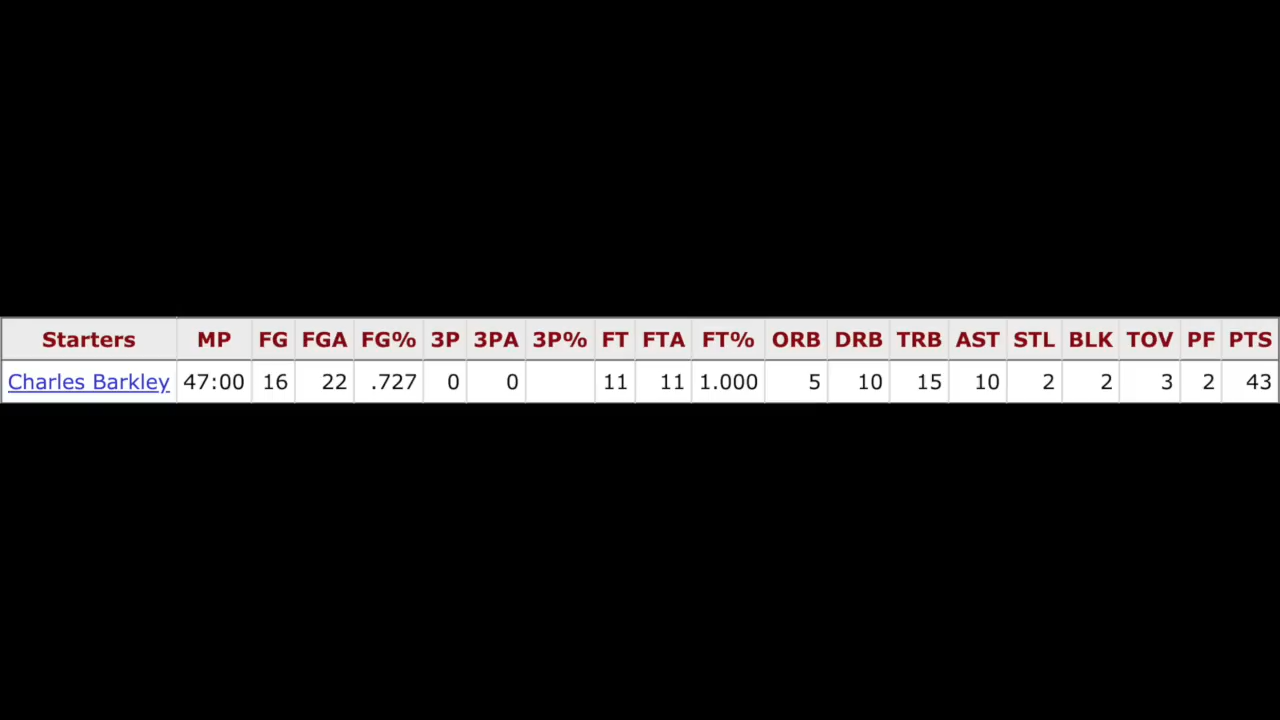 Starters MP FG FGA FG% 3P 3PA 3P% FT FTA FT% ORB DRB TRB AST STL BLK TOV PF PTS
Charles Barkley 47:00 16 22 .727 0 0 11 11 1.000 5 10 15 10 2 2 3 2 43